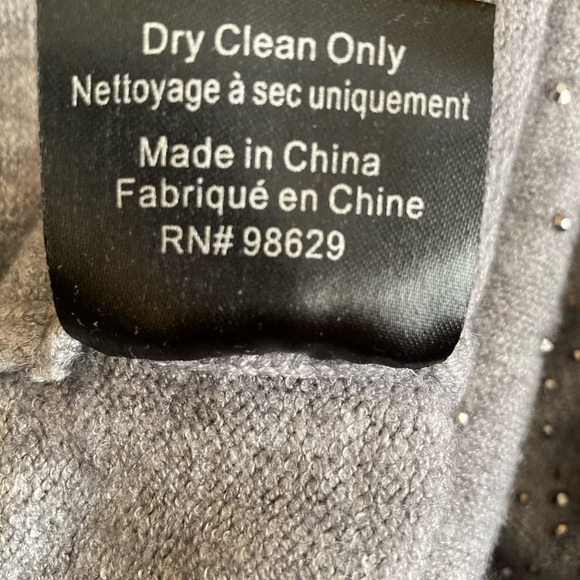 Dry Clean Only
Nettoyage à sec uniquement
Made in China
Fabriqué en Chine
RN# 98629